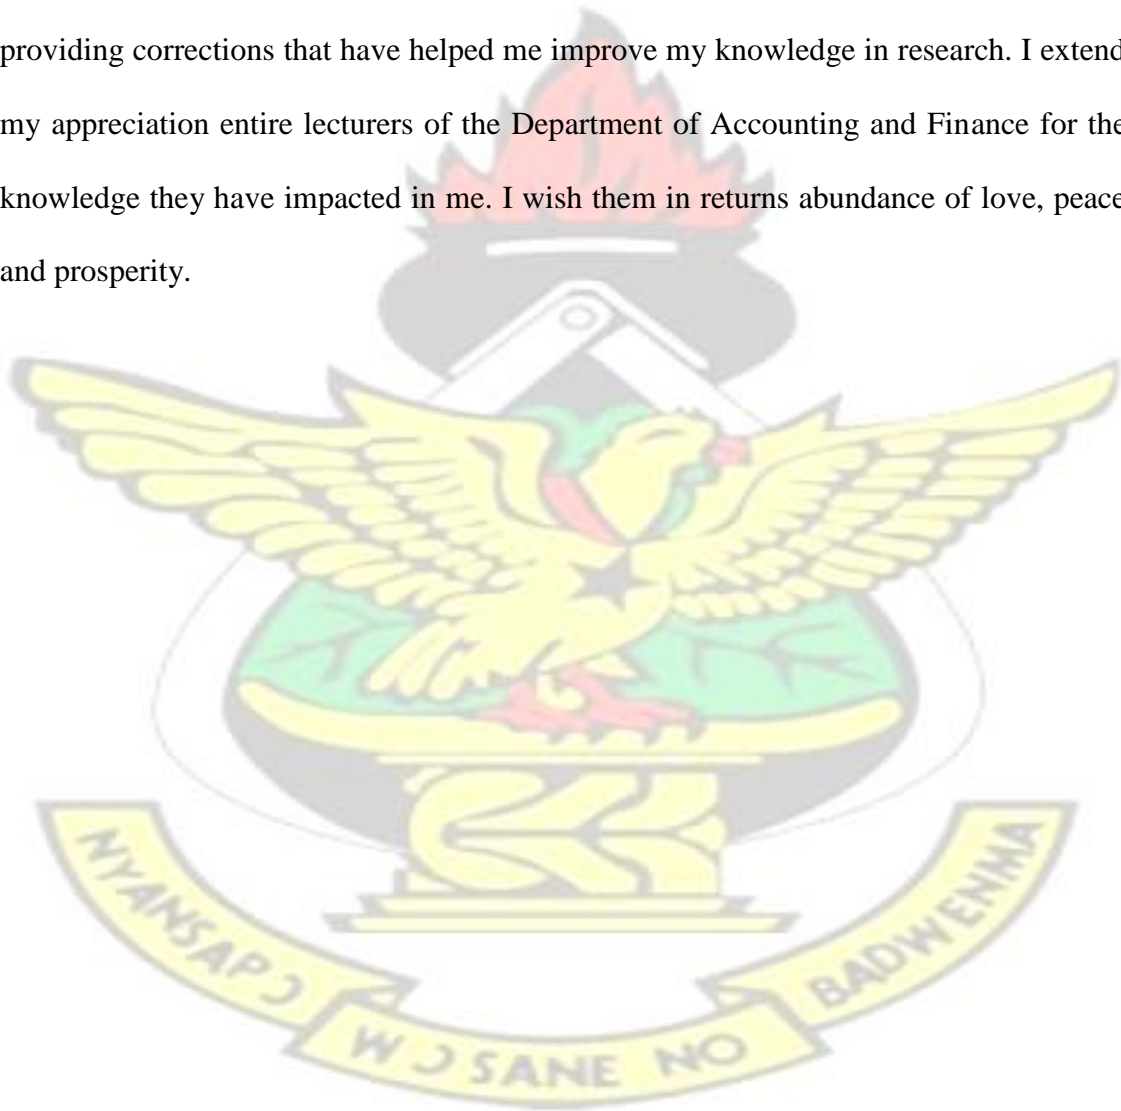 providing corrections that have helped me improve my knowledge in research. I extend
my appreciation entire lecturers of the Department of Accounting and Finance for the
knowledge they have impacted in me. I wish them in returns abundance of love, peace
and prosperity.
NYANSAPƆ
WƆSANE NO
BADWENMA